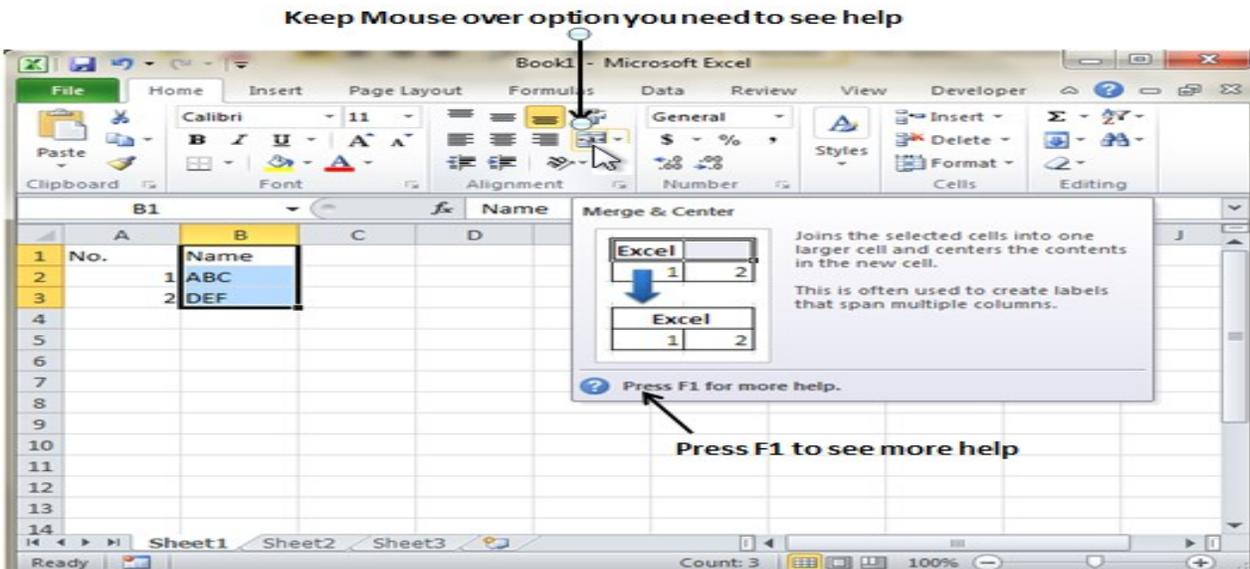 Keep Mouse over option you need to see help
Book1 - Microsoft Excel
File Home Insert Page Layout Formulas Data Review View Developer
Paste
Clipboard
Calibri 11
B I U A A
A
Font
Alignment
General
$ % ,
.0 .00 .00 .0
Number
A
Styles
Insert
Delete
Format
Cells
Σ
Editing
B1 fx Name
A B C D J
1 No. Name
2 1 ABC
3 2 DEF
4
5
6
7
8
9
10
11
12
13
14
Merge & Center
Excel
1 2
Excel
1 2
Joins the selected cells into one
larger cell and centers the contents
in the new cell.
This is often used to create labels
that span multiple columns.
Press F1 for more help.
Press F1 to see more help
Sheet1 Sheet2 Sheet3
Ready Count: 3 100%